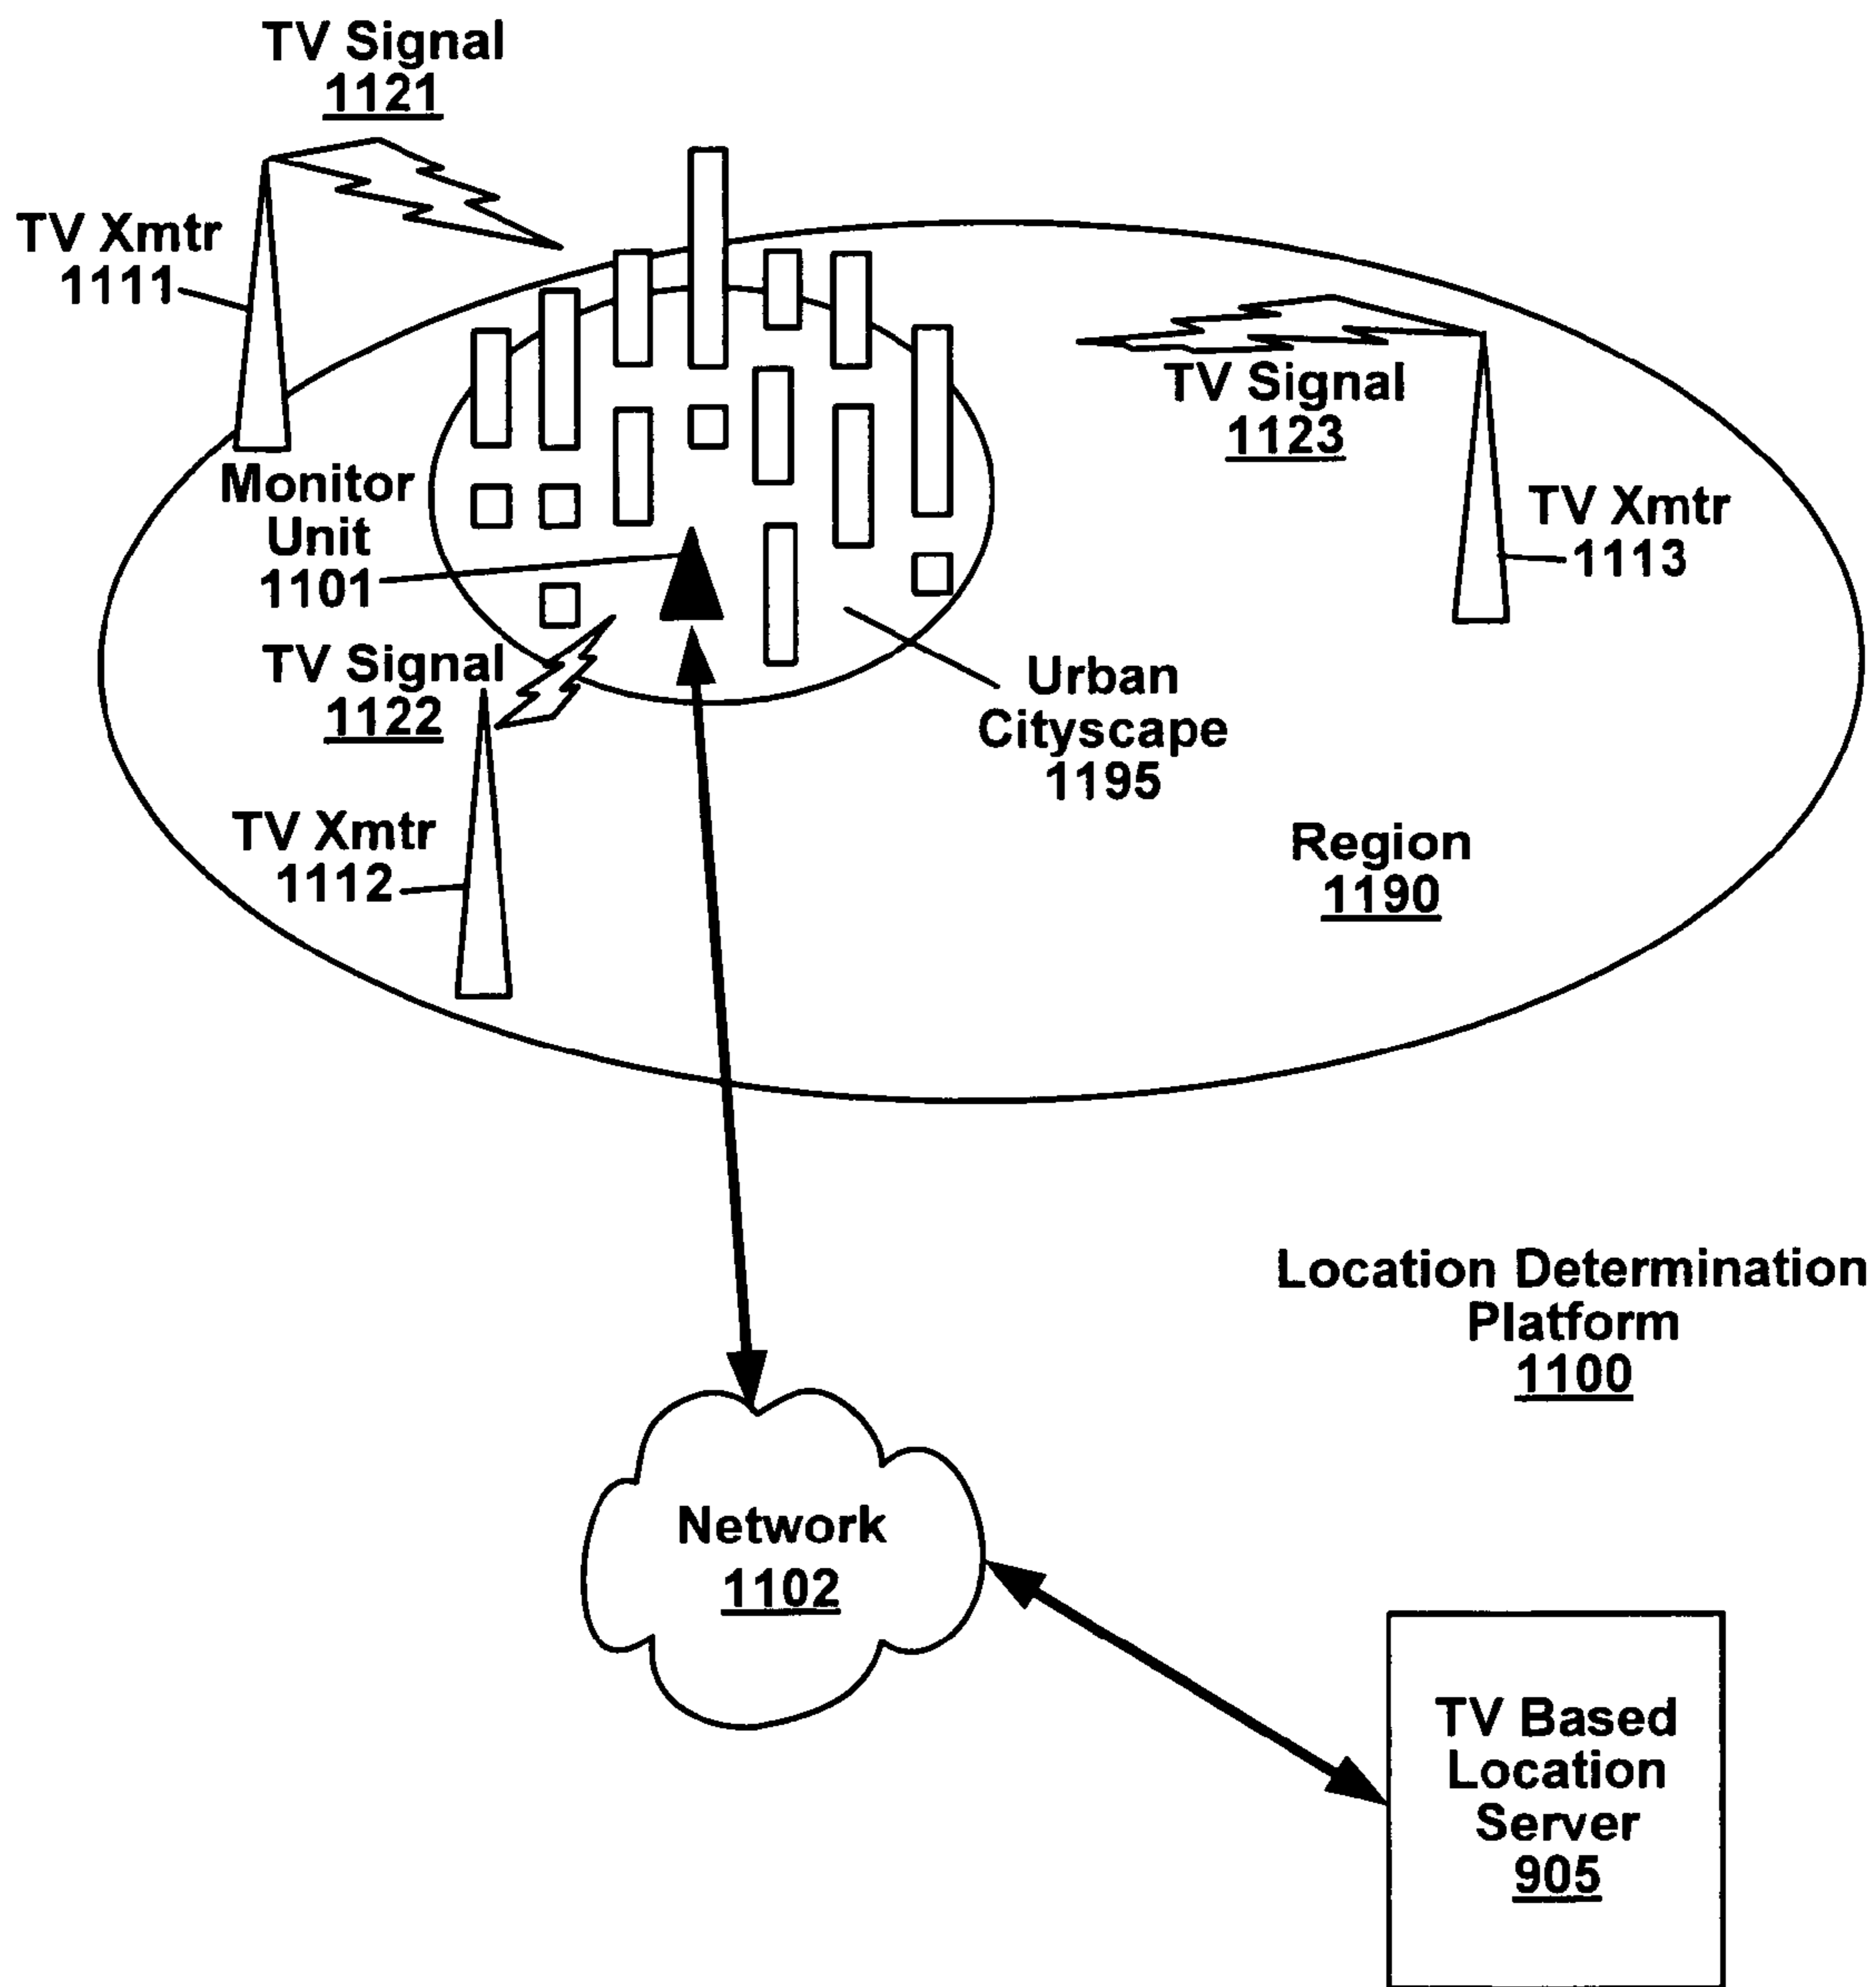 TV Signal
1121
TV Xmtr
1111
TV Signal
1123
Monitor
Unit
1101
TV Xmtr
1113
TV Signal
1122
Urban
Cityscape
1195
TV Xmtr
1112
Region
1190
Location Determination
Platform
1100
Network
1102
TV Based
Location
Server
905